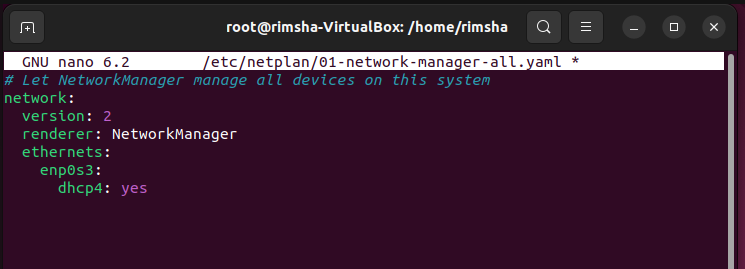 root@rimsha-VirtualBox: /home/rimsha
GNU nano 6.2 /etc/netplan/01-network-manager-all.yaml *
# Let NetworkManager manage all devices on this system
network:
  version: 2
  renderer: NetworkManager
  ethernets:
    enp0s3:
      dhcp4: yes